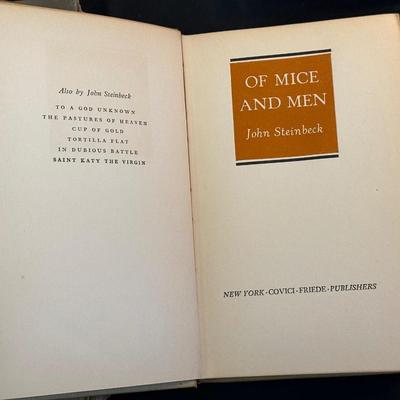 Also by John Steinbeck
TO A GOD UNKNOWN
THE PASTURES OF HEAVEN
CUP OF GOLD
TORTILLA FLAT
IN DUBIOUS BATTLE
SAINT KATY THE VIRGIN
OF MICE
AND MEN
John Steinbeck
NEW YORK · COVICI · FRIEDE · PUBLISHERS